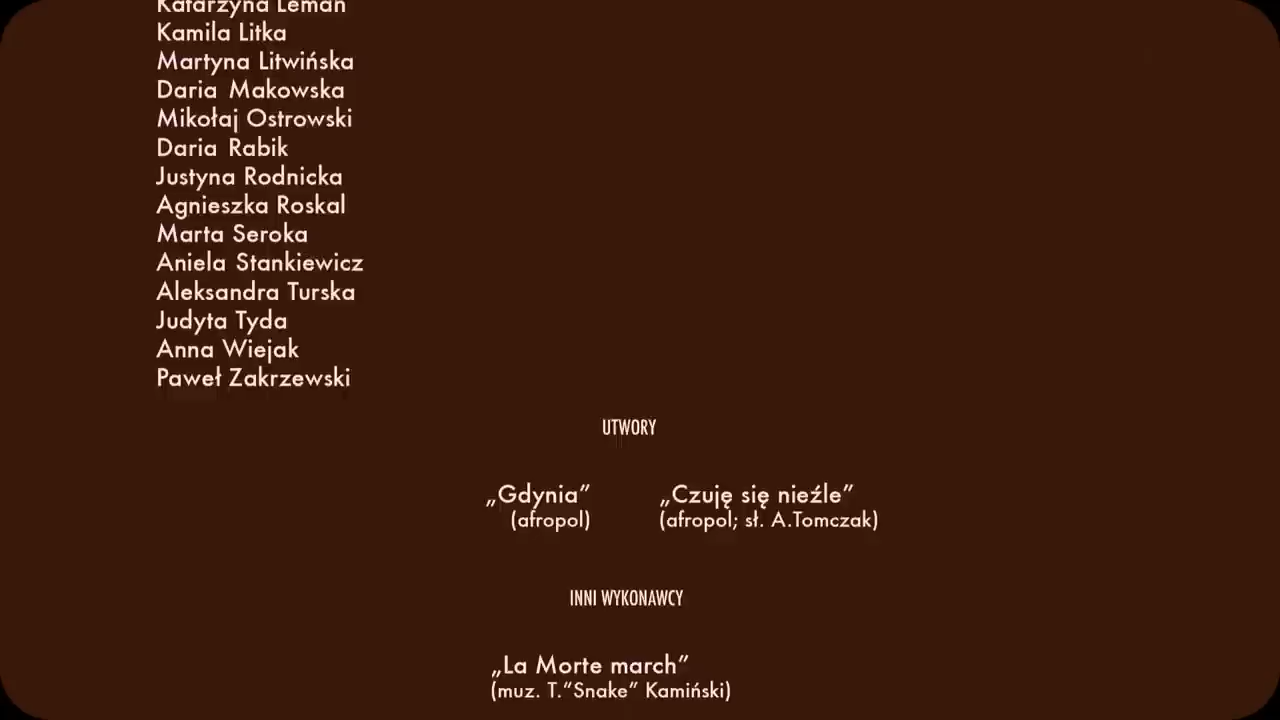 Katarzyna Leman
Kamila Litka
Martyna Litwińska
Daria Makowska
Mikołaj Ostrowski
Daria Rabik
Justyna Rodnicka
Agnieszka Roskal
Marta Seroka
Aniela Stankiewicz
Aleksandra Turska
Judyta Tyda
Anna Wiejak
Paweł Zakrzewski
UTWORY
„Gdynia” „Czuję się nieźle”
(afropol) (afropol; sł. A.Tomczak)
INNI WYKONAWCY
„La Morte march”
(muz. T.“Snake” Kamiński)